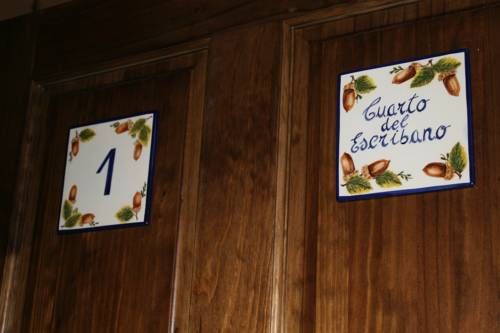 1
Cuarto
del
Escribano